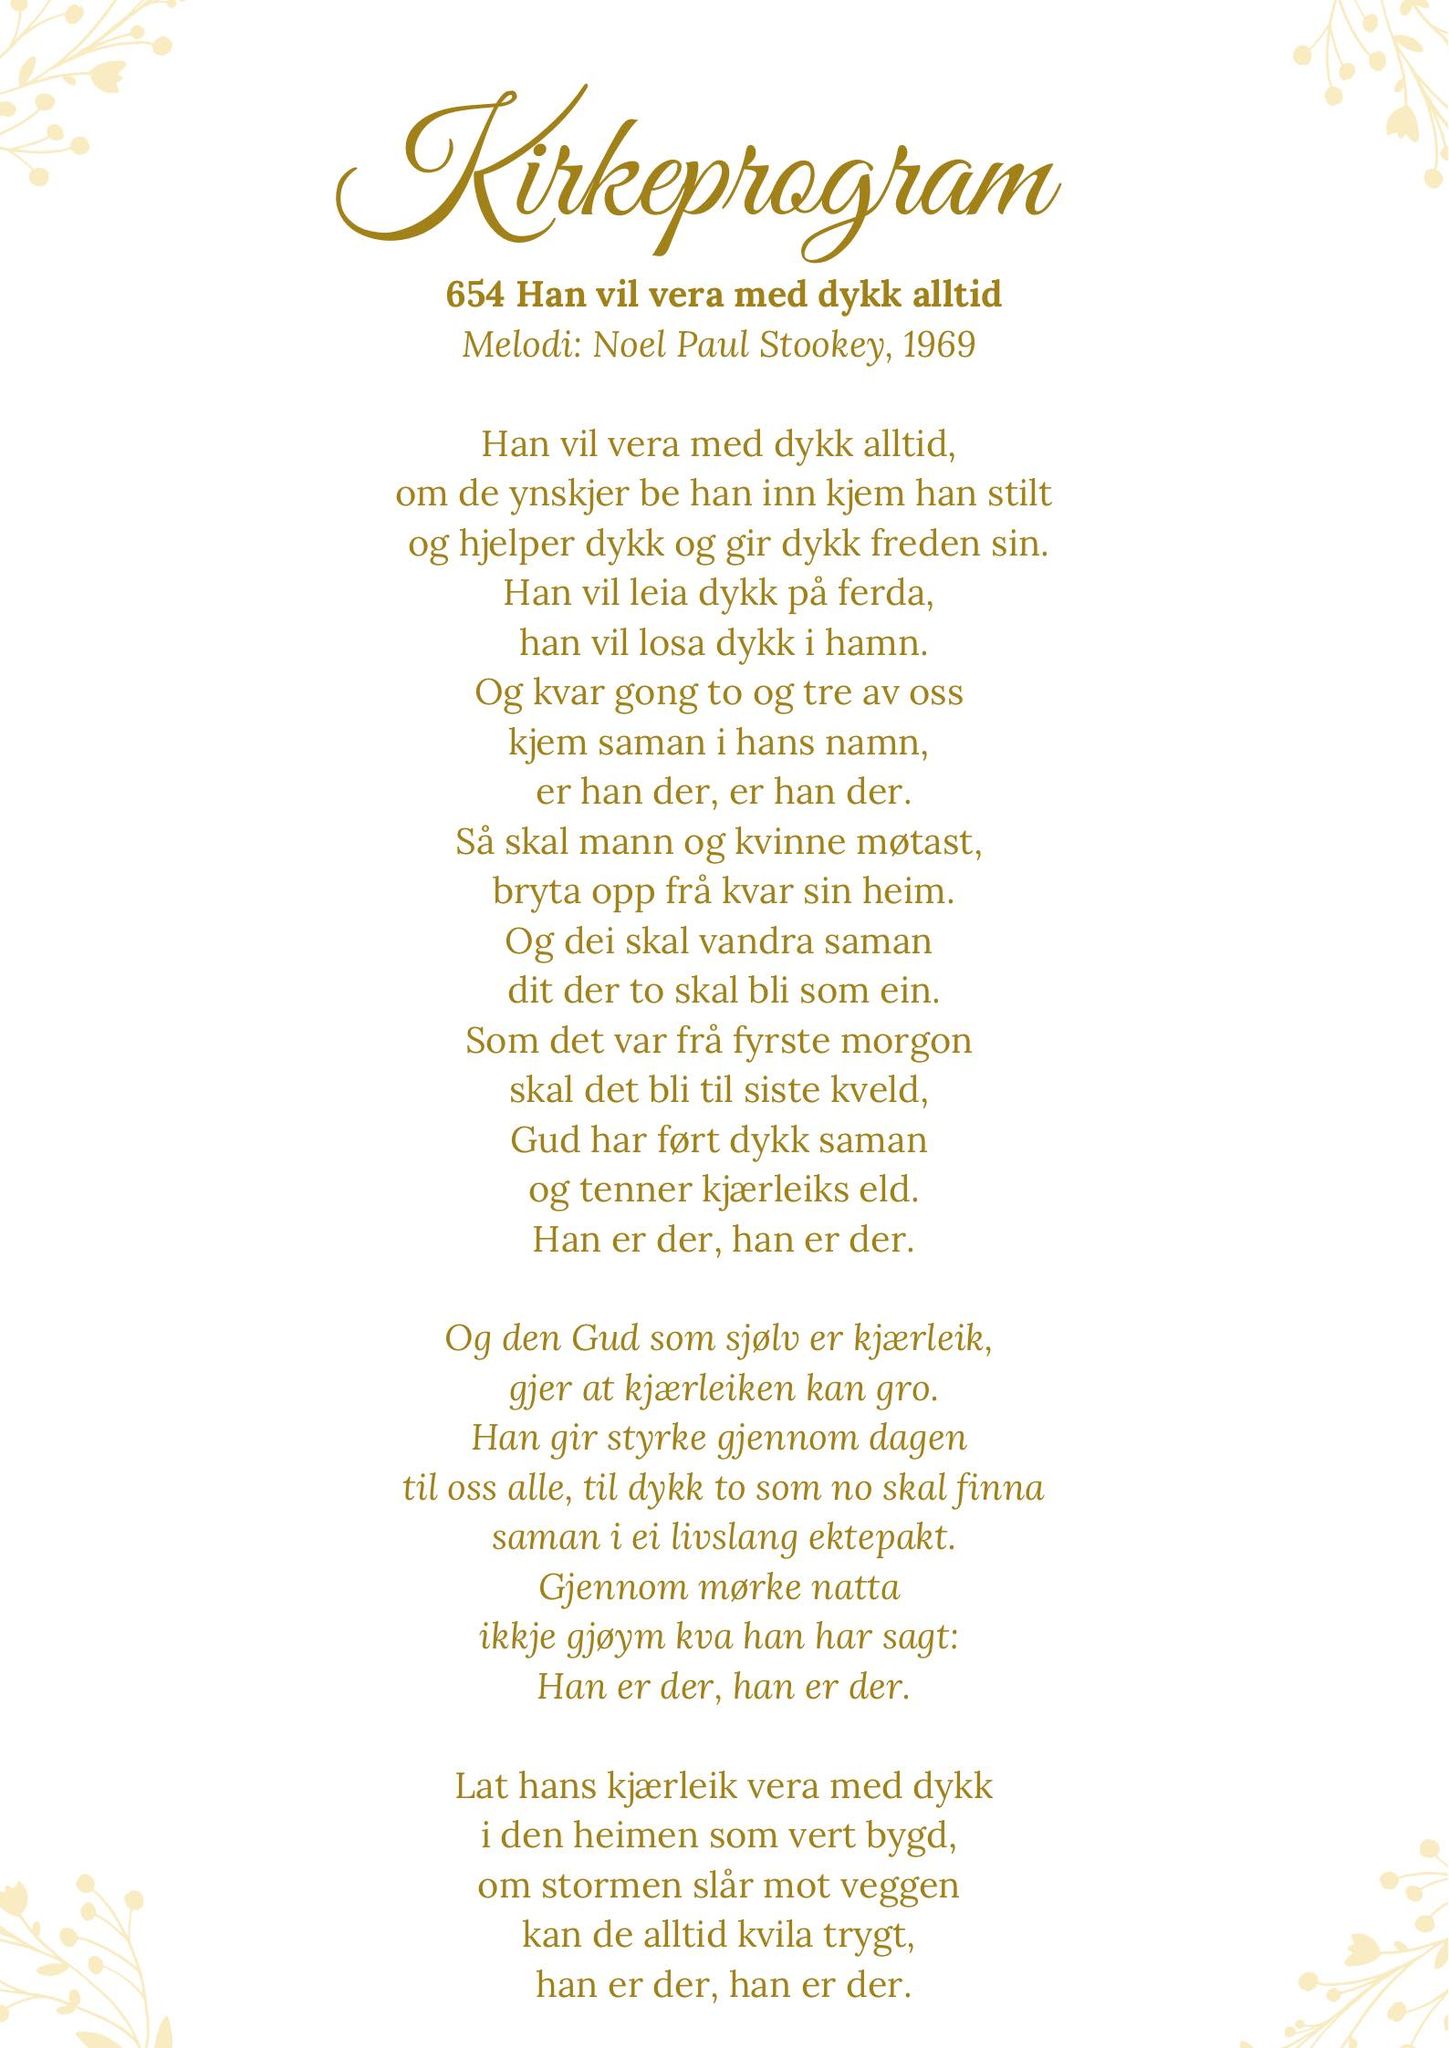 Kirkeprogram
654 Han vil vera med dykk alltid
Melodi: Noel Paul Stookey, 1969
Han vil vera med dykk alltid,
om de ynskjer be han inn kjem han stilt
og hjelper dykk og gir dykk freden sin.
Han vil leia dykk på ferda,
han vil losa dykk i hamn.
Og kvar gong to og tre av oss
kjem saman i hans namn,
er han der, er han der.
Så skal mann og kvinne møtast,
bryta opp frå kvar sin heim.
Og dei skal vandra saman
dit der to skal bli som ein.
Som det var frå fyrste morgon
skal det bli til siste kveld,
Gud har ført dykk saman
og tenner kjærleiks eld.
Han er der, han er der.
Og den Gud som sjølv er kjærleik,
gjer at kjærleiken kan gro.
Han gir styrke gjennom dagen
til oss alle, til dykk to som no skal finna
saman i ei livslang ektepakt.
Gjennom mørke natta
ikkje gjøym kva han har sagt:
Han er der, han er der.
Lat hans kjærleik vera med dykk
i den heimen som vert bygd,
om stormen slår mot veggen
kan de alltid kvila trygt,
han er der, han er der.